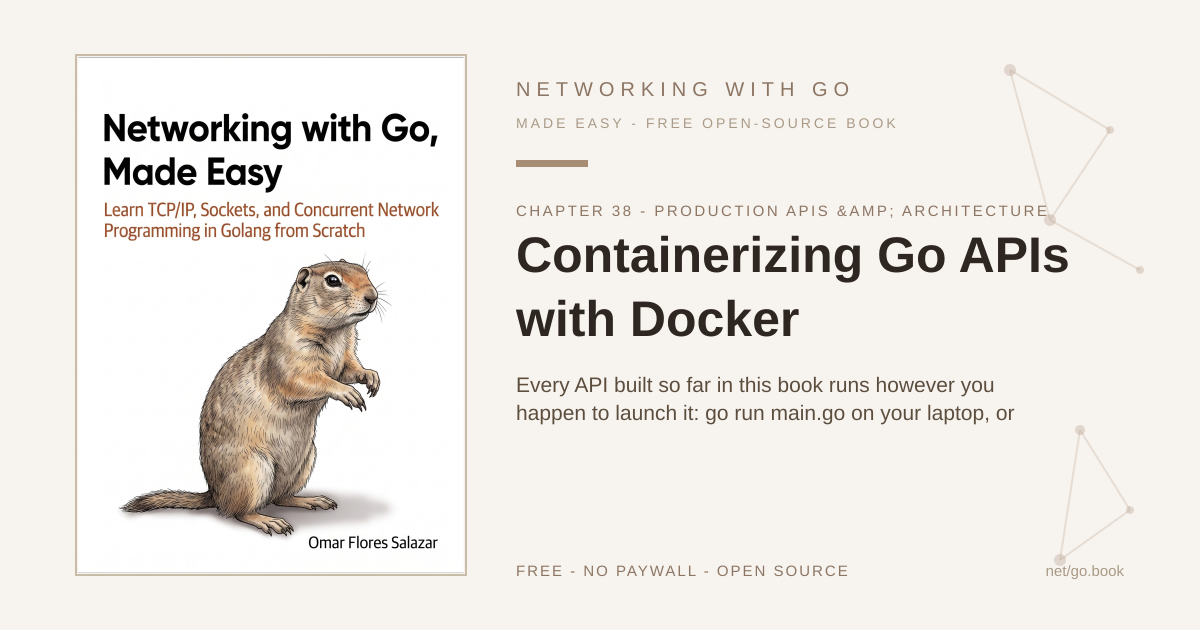 Networking with Go,
Made Easy
Learn TCP/IP, Sockets, and Concurrent Network
Programming in Golang from Scratch
Omar Flores Salazar
NETWORKING WITH GO
MADE EASY - FREE OPEN-SOURCE BOOK
CHAPTER 38 - PRODUCTION APIS &AMP; ARCHITECTURE
Containerizing Go APIs
with Docker
Every API built so far in this book runs however you
happen to launch it: go run main.go on your laptop, or
FREE - NO PAYWALL - OPEN SOURCE
net/go.book